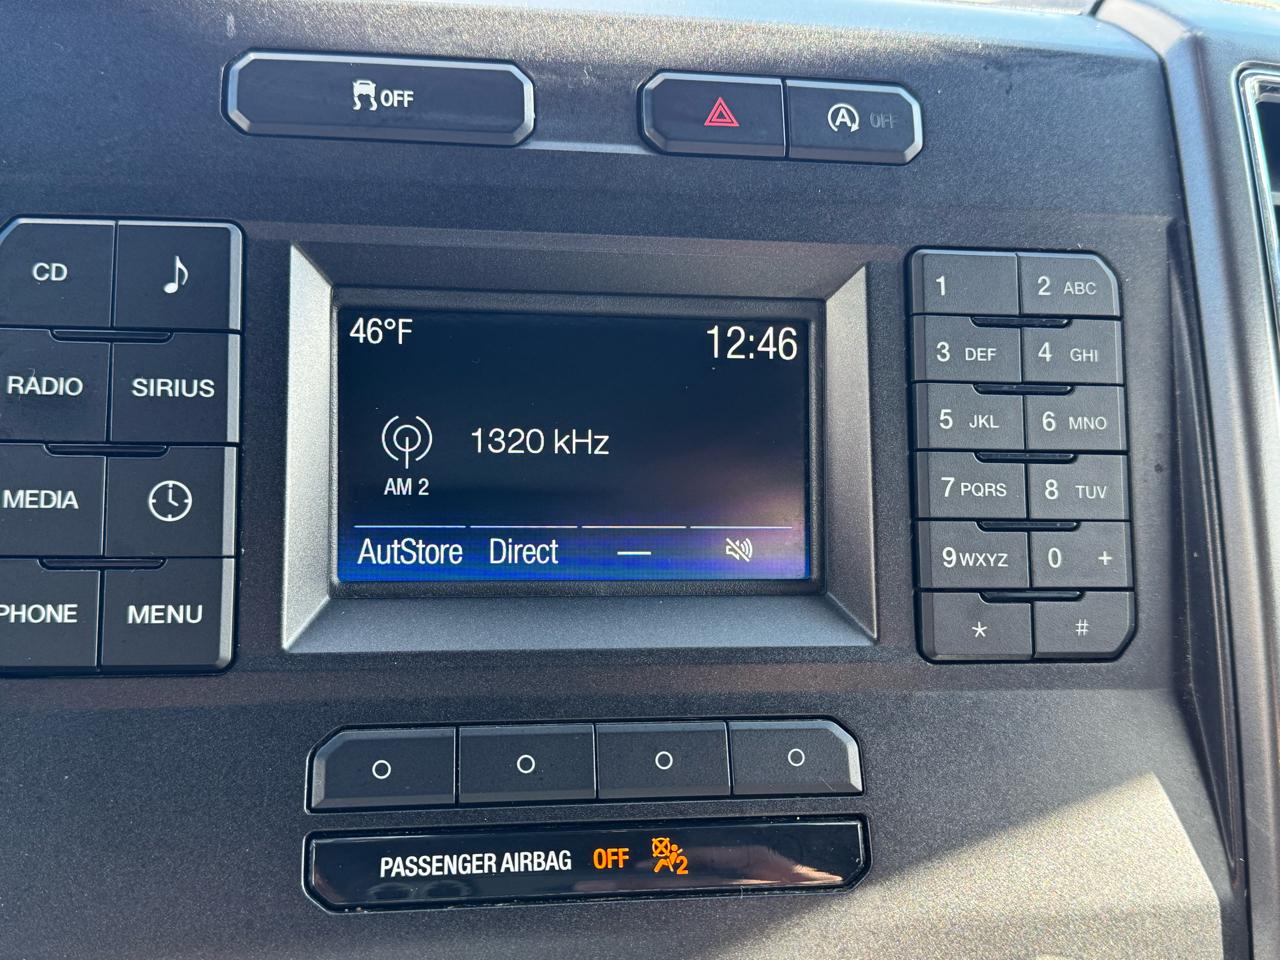 OFF
A OFF
CD
RADIO SIRIUS
MEDIA
PHONE MENU
46°F 12:46
1320 kHz
AM 2
AutStore Direct —
1 2 ABC
3 DEF 4 GHI
5 JKL 6 MNO
7 PQRS 8 TUV
9 WXYZ 0 +
* #
PASSENGER AIRBAG OFF 2